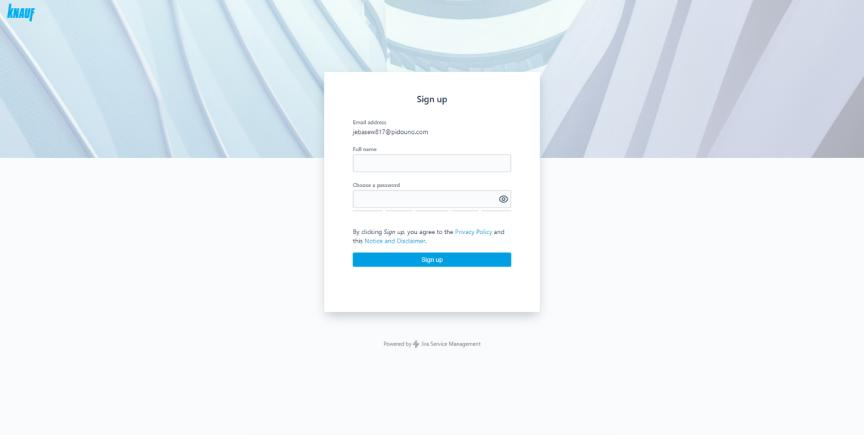 KNAUF
Sign up
Email address
jebasew817@pidouno.com
Full name
Choose a password
By clicking Sign up, you agree to the Privacy Policy and
this Notice and Disclaimer.
Sign up
Powered by Jira Service Management